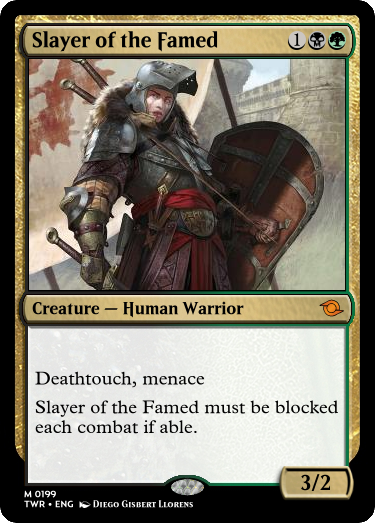 Slayer of the Famed 1
Creature — Human Warrior
Deathtouch, menace
Slayer of the Famed must be blocked
each combat if able.
3/2
M 0199
TWR • ENG Diego Gisbert Llorens